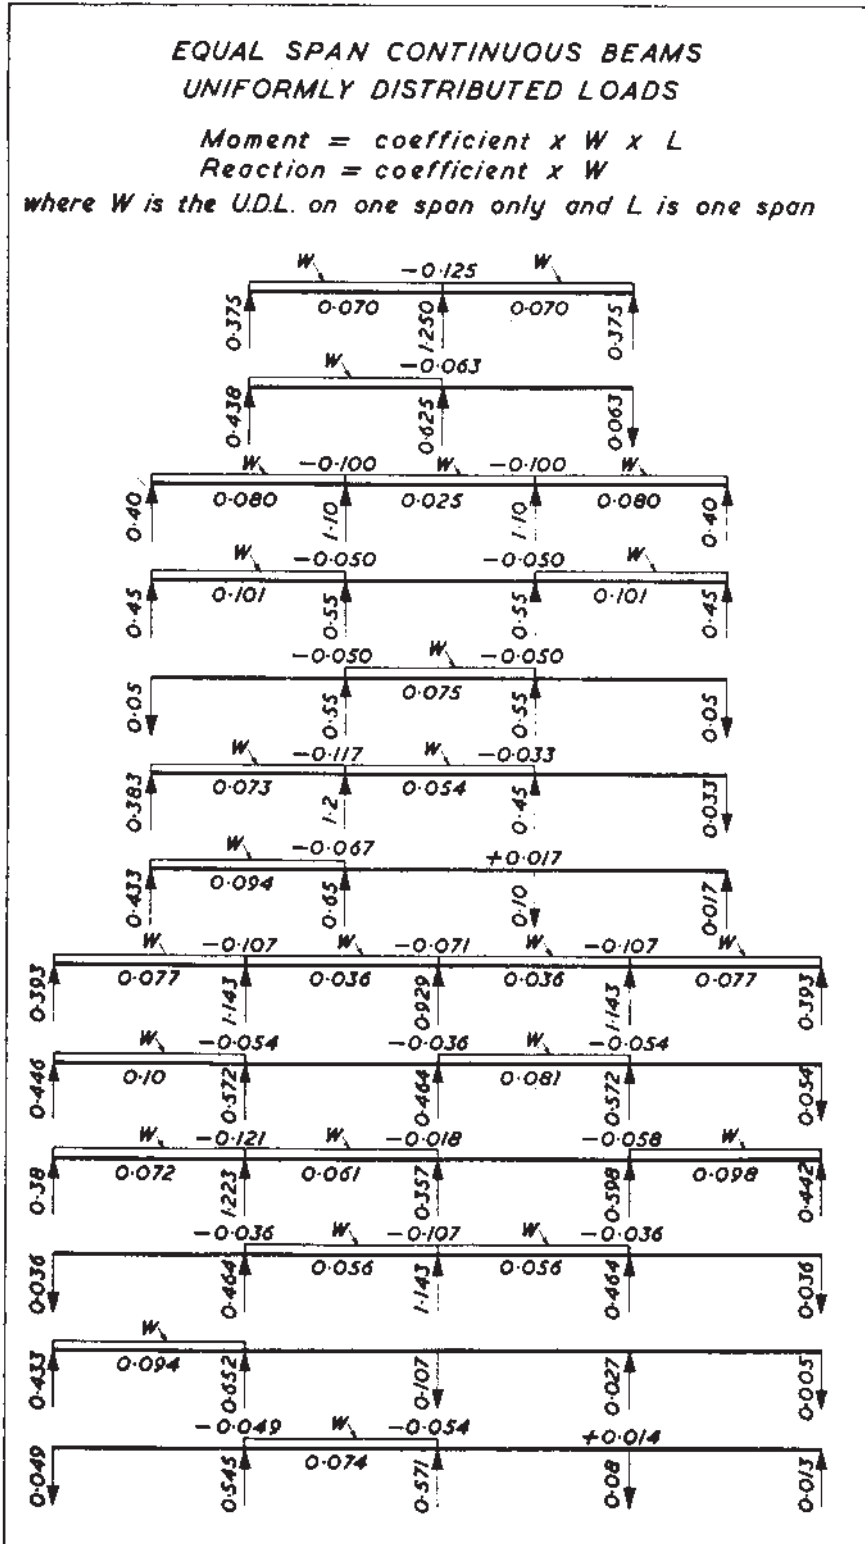 EQUAL SPAN CONTINUOUS BEAMS
UNIFORMLY DISTRIBUTED LOADS
Moment = coefficient x W x L
Reaction = coefficient x W
where W is the U.D.L. on one span only and L is one span
W -0·125 W
0·070 0·070
0·375 1·250 0·375
W -0·063
0·438 0·625 0·063
W -0·100 W -0·100 W
0·080 0·025 0·080
0·40 1·10 1·10 0·40
W -0·050 -0·050 W
0·101 0·101
0·45 0·55 0·55 0·45
-0·050 W -0·050
0·075
0·05 0·55 0·55 0·05
W -0·117 W -0·033
0·073 0·054
0·383 1·2 0·45 0·033
W -0·067 +0·017
0·094
0·433 0·65 0·10 0·017
W -0·107 W -0·071 W -0·107 W
0·077 0·036 0·036 0·077
0·393 1·143 0·929 1·143 0·393
W -0·054 -0·036 W -0·054
0·10 0·081
0·446 0·572 0·464 0·572 0·054
W -0·121 W -0·018 -0·058 W
0·072 0·061 0·098
0·38 1·223 0·357 0·598 0·442
-0·036 W -0·107 W -0·036
0·056 0·056
0·036 0·464 1·143 0·464 0·036
W
0·094
0·433 0·652 0·107 0·027 0·005
-0·049 W -0·054 +0·014
0·074
0·049 0·545 0·571 0·08 0·013